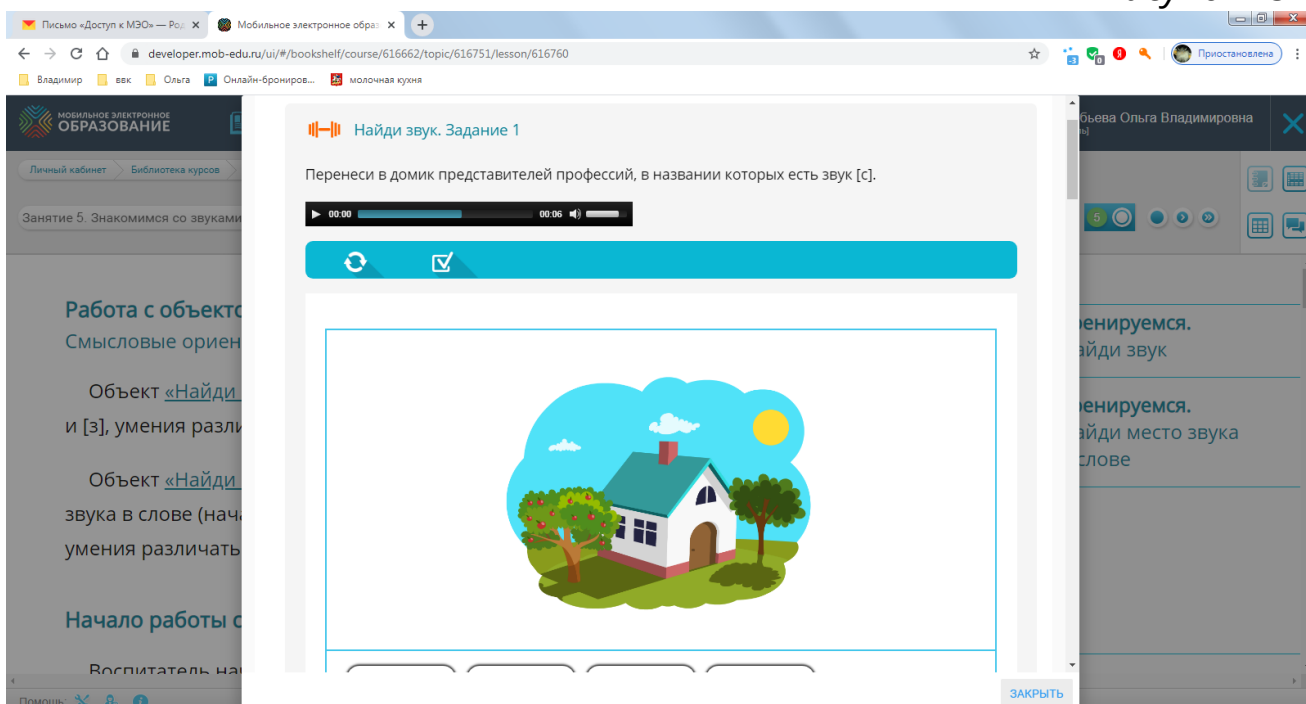 Письмо «Доступ к МЭО» — Род
Мобильное электронное образ
developer.mob-edu.ru/ui/#/bookshelf/course/616662/topic/616751/lesson/616760
Приостановлена
Владимир
ввк
Ольга
Онлайн-брониров...
молочная кухня
МОБИЛЬНОЕ ЭЛЕКТРОННОЕ
ОБРАЗОВАНИЕ
бьева Ольга Владимировна
Личный кабинет
Библиотека курсов
Занятие 5. Знакомимся со звуками
5
Найди звук. Задание 1
Перенеси в домик представителей профессий, в названии которых есть звук [с].
00:00
00:06
Работа с объекто
Смысловые ориен
Объект «Найди
и [з], умения разли
Объект «Найди
звука в слове (нача
умения различать
Начало работы с
Воспитатель на
енируемся.
айди звук
енируемся.
айди место звука
слове
ЗАКРЫТЬ
Помощь: